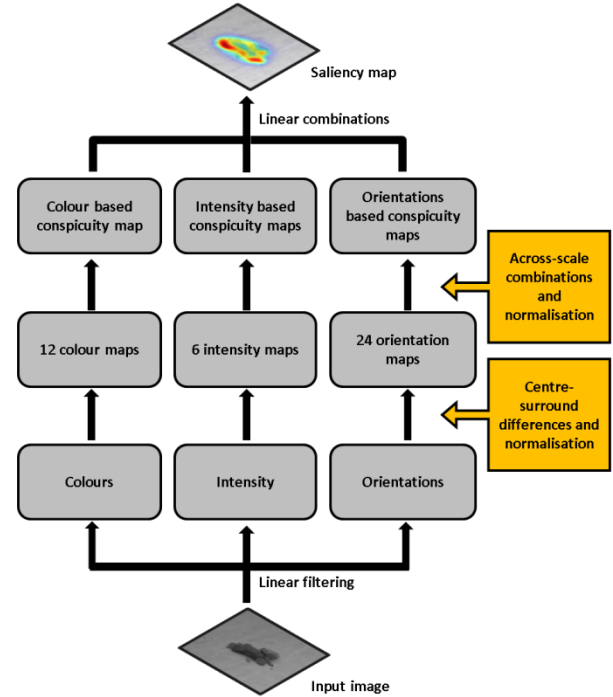 Saliency map
Linear combinations
Colour based
conspicuity map
Intensity based
conspicuity maps
Orientations
based conspicuity
maps
Across-scale
combinations
and
normalisation
12 colour maps
6 intensity maps
24 orientation
maps
Centre-
surround
differences and
normalisation
Colours
Intensity
Orientations
Linear filtering
Input image